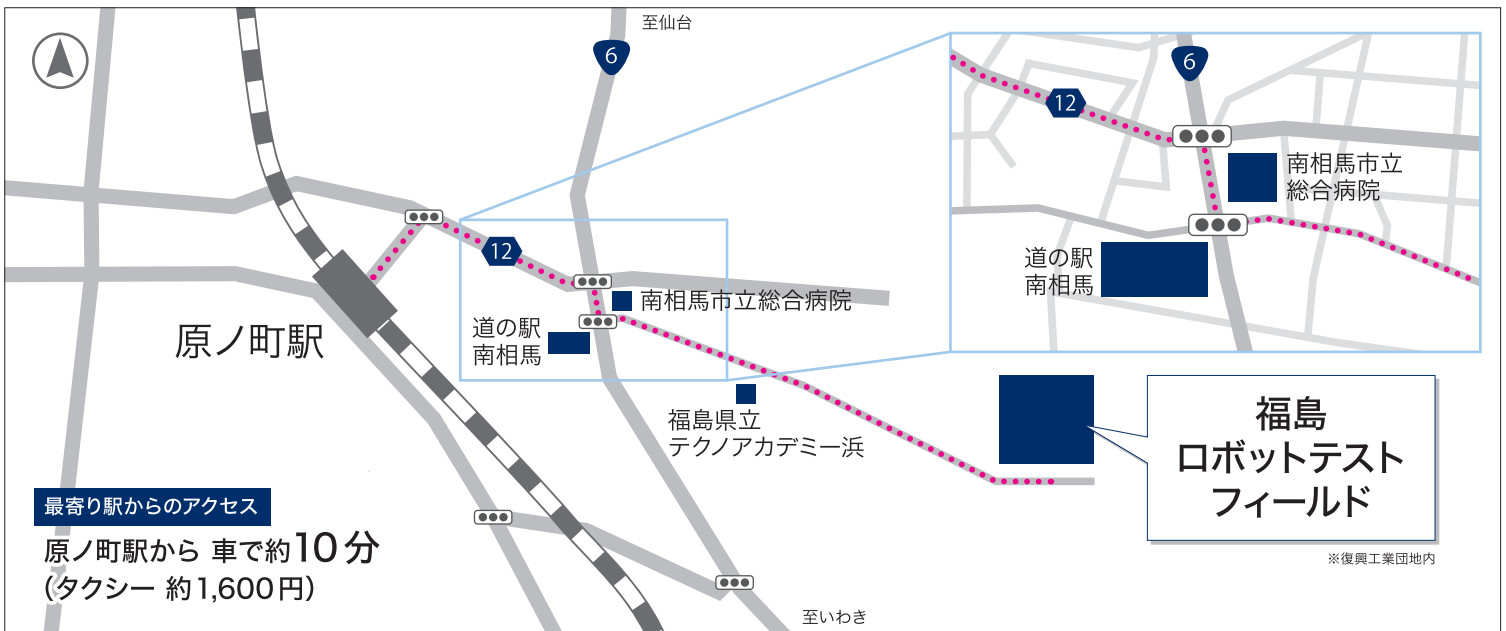 至仙台
6
12
原ノ町駅
南相馬市立総合病院
道の駅
南相馬
福島県立
テクノアカデミー浜
至いわき
6
12
南相馬市立
総合病院
道の駅
南相馬
福島
ロボットテスト
フィールド
※復興工業団地内
最寄り駅からのアクセス
原ノ町駅から 車で約10分
(タクシー 約1,600円)